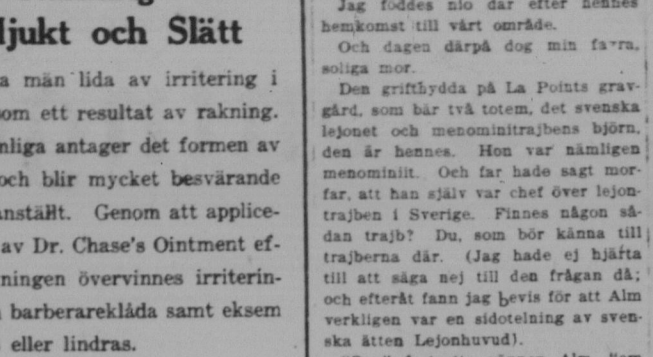 ljukt och Slätt
a män lida av irritering i
om ett resultat av rakning.
nliga antager det formen av
och blir mycket besvärande
nställt. Genom att applice-
av Dr. Chase's Ointment ef-
ningen övervinnes irriterin-
barberareklåda samt eksem
eller lindras.
Jag föddes nio dar efter hennes
hemkomst till vårt område.
Och dagen därpå dog min fagra,
soliga mor.
Den grifthydda på La Points grav-
gård, som bär två totem, det svenska
lejonet och menominitrajbens björn,
den är hennes. Hon var nämligen
menominiit. Och far hade sagt mor-
far, att han själv var chef över lejon-
trajben i Sverige. Finnes någon så-
dan trajb? Du, som bör känna till
trajberna där. (Jag hade ej hjärta
till att säga nej till den frågan då;
och efteråt fann jag bevis för att Alm
verkligen var en sidotelning av sven-
ska ätten Lejonhuvud).